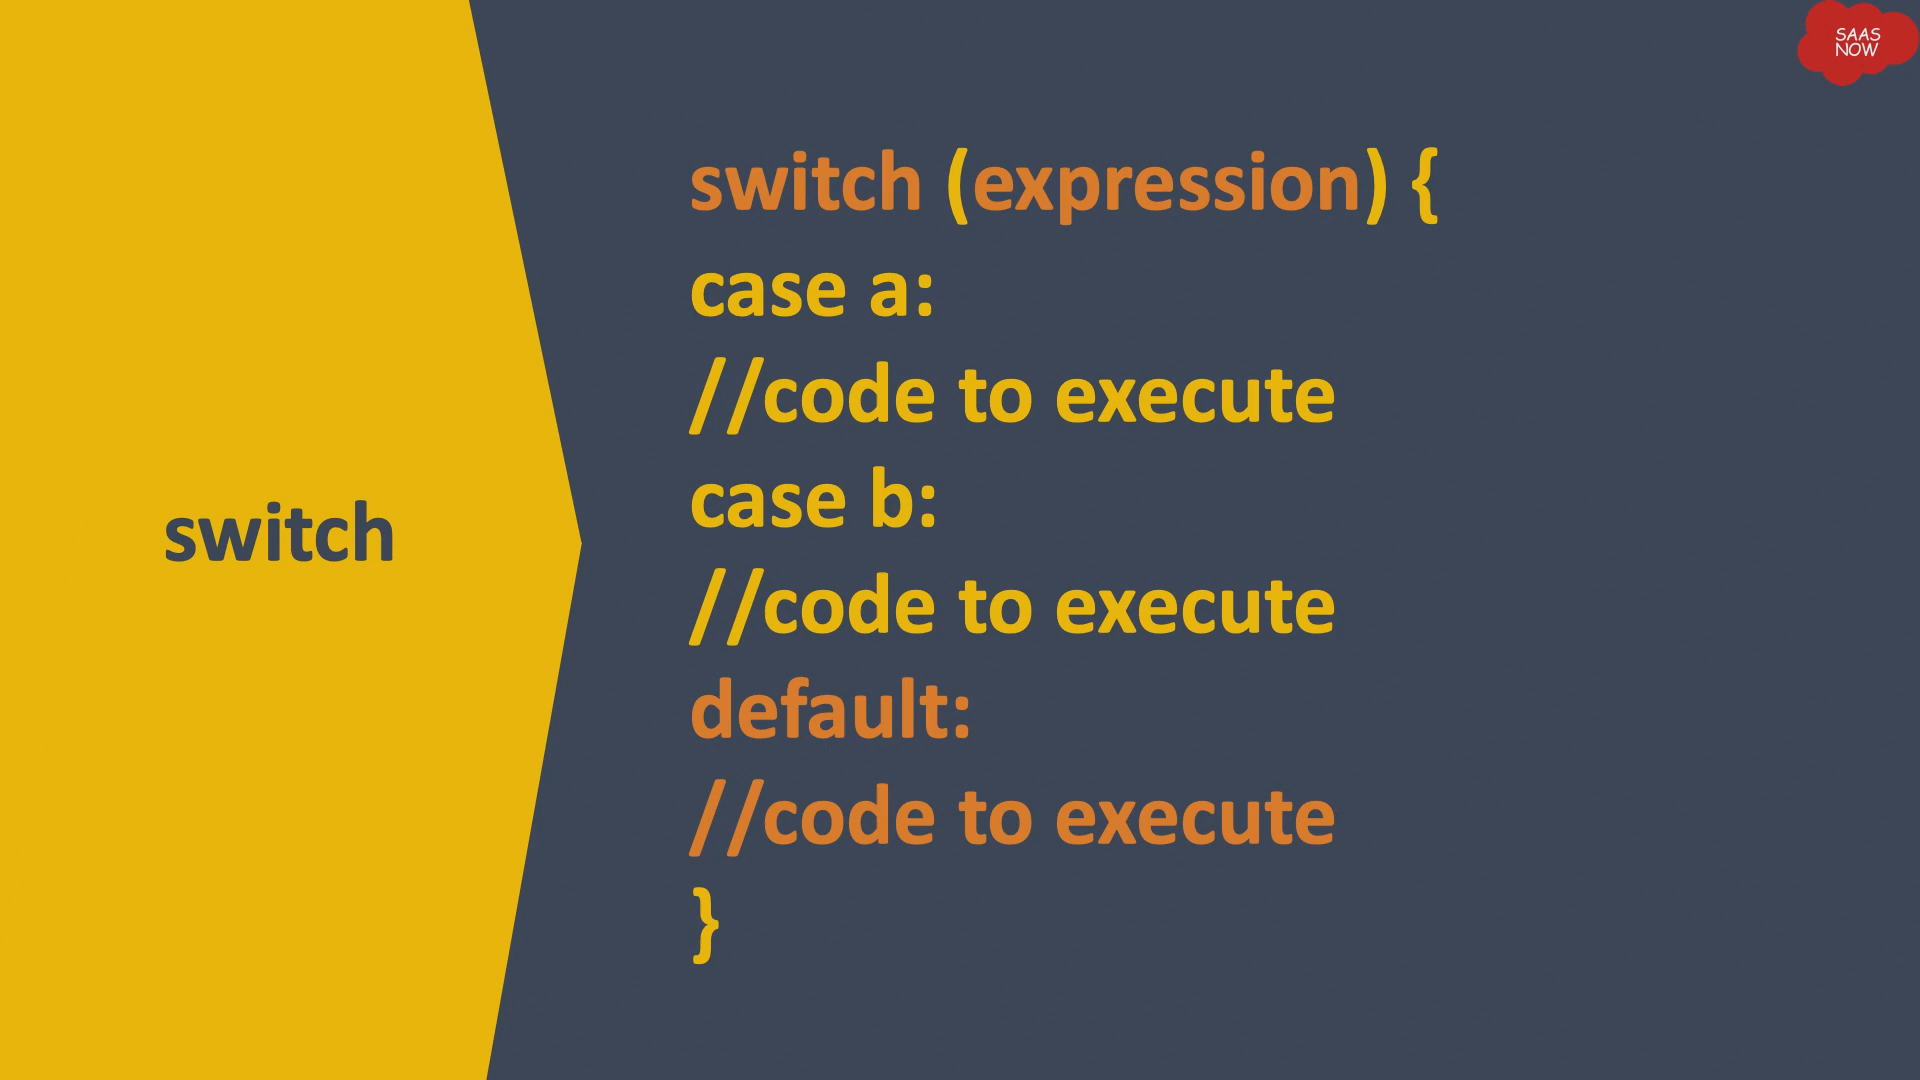 switch
switch (expression) {
case a:
//code to execute
case b:
//code to execute
default:
//code to execute
}
SAAS
NOW